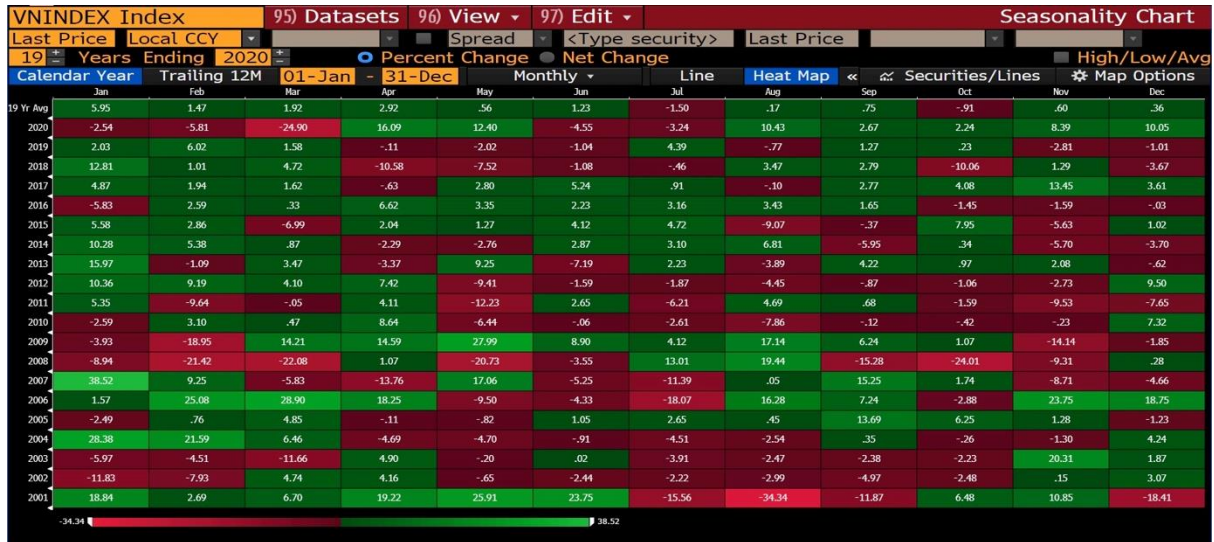 VNINDEX Index 95) Datasets 96) View 97) Edit Seasonality Chart
Last Price Local CCY Spread <Type security> Last Price
19 Years Ending 2020 Percent Change Net Change High/Low/Avg
Calendar Year Trailing 12M 01-Jan - 31-Dec Monthly Line Heat Map « Securities/Lines Map Options
Jan Feb Mar Apr May Jun Jul Aug Sep Oct Nov Dec
19 Yr Avg 5.95 1.47 1.92 2.92 .56 1.23 -1.50 .17 .75 -.91 .60 .36
2020 -2.54 -5.81 -24.90 16.09 12.40 -4.55 -3.24 10.43 2.67 2.24 8.39 10.05
2019 2.03 6.02 1.58 -.11 -2.02 -1.04 4.39 -.77 1.27 .23 -2.81 -1.01
2018 12.81 1.01 4.72 -10.58 -7.52 -1.08 -.46 3.47 2.79 -10.06 1.29 -3.67
2017 4.87 1.94 1.62 -.63 2.80 5.24 .91 -.10 2.77 4.08 13.45 3.61
2016 -5.83 2.59 .33 6.62 3.35 2.23 3.16 3.43 1.65 -1.45 -1.59 -.03
2015 5.58 2.86 -6.99 2.04 1.27 4.12 4.72 -9.07 -.37 7.95 -5.63 1.02
2014 10.28 5.38 .87 -2.29 -2.76 2.87 3.10 6.81 -5.95 .34 -5.70 -3.70
2013 15.97 -1.09 3.47 -3.37 9.25 -7.19 2.23 -3.89 4.22 .97 2.08 -.62
2012 10.36 9.19 4.10 7.42 -9.41 -1.59 -1.87 -4.45 -.87 -1.06 -2.73 9.50
2011 5.35 -9.64 -.05 4.11 -12.23 2.65 -6.21 4.69 .68 -1.59 -9.53 -7.65
2010 -2.59 3.10 .47 8.64 -6.44 -.06 -2.61 -7.86 -.12 -.42 -.23 7.32
2009 -3.93 -18.95 14.21 14.59 27.99 8.90 4.12 17.14 6.24 1.07 -14.14 -1.85
2008 -8.94 -21.42 -22.08 1.07 -20.73 -3.55 13.01 19.44 -15.28 -24.01 -9.31 .28
2007 38.52 9.25 -5.83 -13.76 17.06 -5.25 -11.39 .05 15.25 1.74 -8.71 -4.66
2006 1.57 25.08 28.90 18.25 -9.50 -4.33 -18.07 16.28 7.24 -2.88 23.75 18.75
2005 -2.49 .76 4.85 -.11 -.82 1.05 2.65 .45 13.69 6.25 1.28 -1.23
2004 28.38 21.59 6.46 -4.69 -4.70 -.91 -4.51 -2.54 .35 -.26 -1.30 4.24
2003 -5.97 -4.51 -11.66 4.90 -.20 .02 -3.91 -2.47 -2.38 -2.23 20.31 1.87
2002 -11.83 -7.93 4.74 4.16 -.65 -2.44 -2.22 -2.99 -4.97 -2.48 .15 3.07
2001 18.84 2.69 6.70 19.22 25.91 23.75 -15.56 -34.34 -11.87 6.48 10.85 -18.41
-34.34 38.52